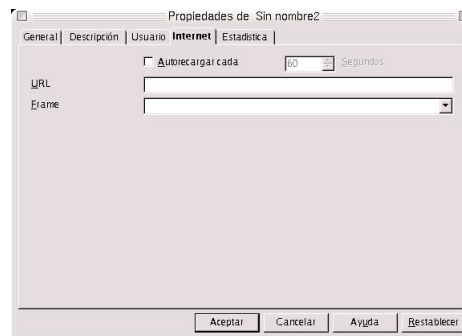 Propiedades de Sin nombre2
General Descripción Usuario Internet Estadística
Autorecargar cada 60 Segundos
URL
Frame
Aceptar Cancelar Ayuda Restablecer